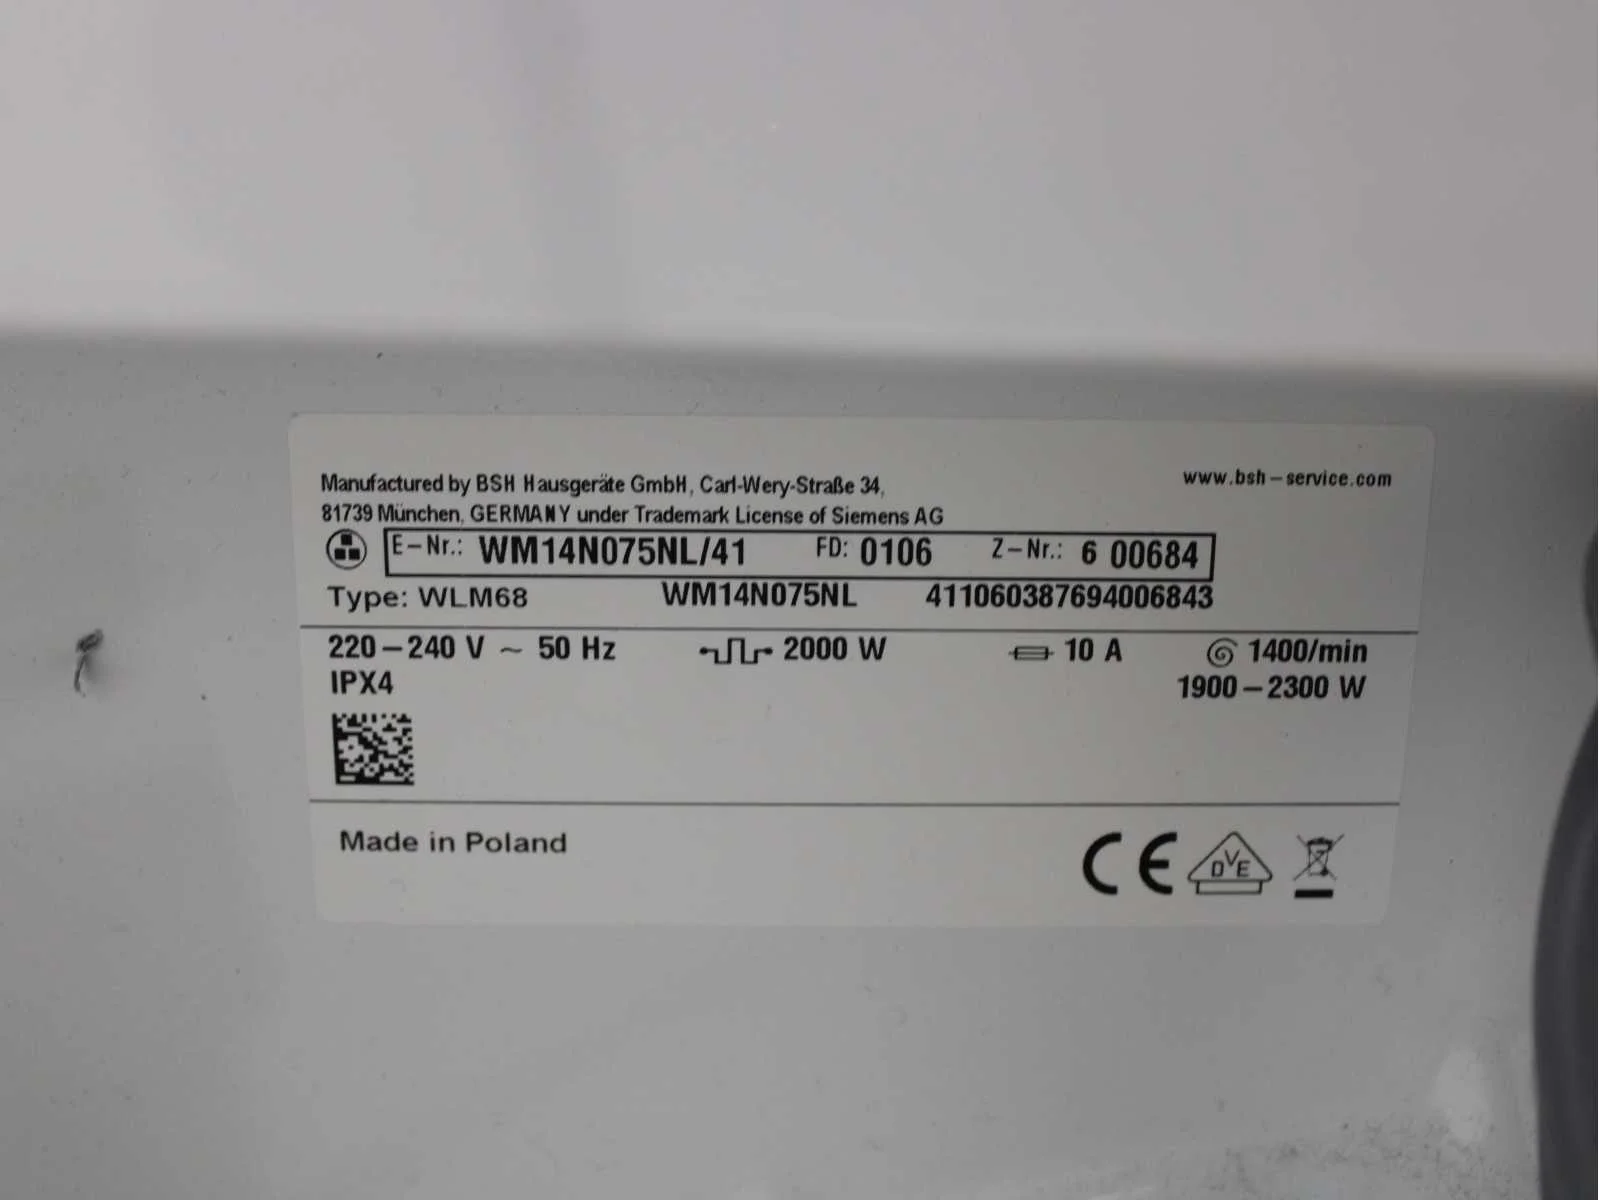 Manufactured by BSH Hausgeräte GmbH, Carl-Wery-Straße 34,
81739 München, GERMANY under Trademark License of Siemens AG
www.bsh-service.com
E-Nr.: WM14N075NL/41 FD: 0106 Z-Nr.: 6 00684
Type: WLM68 WM14N075NL 411060387694006843
220-240 V ~ 50 Hz 2000 W 10 A 1400/min
IPX4 1900-2300 W
Made in Poland
CE DVE